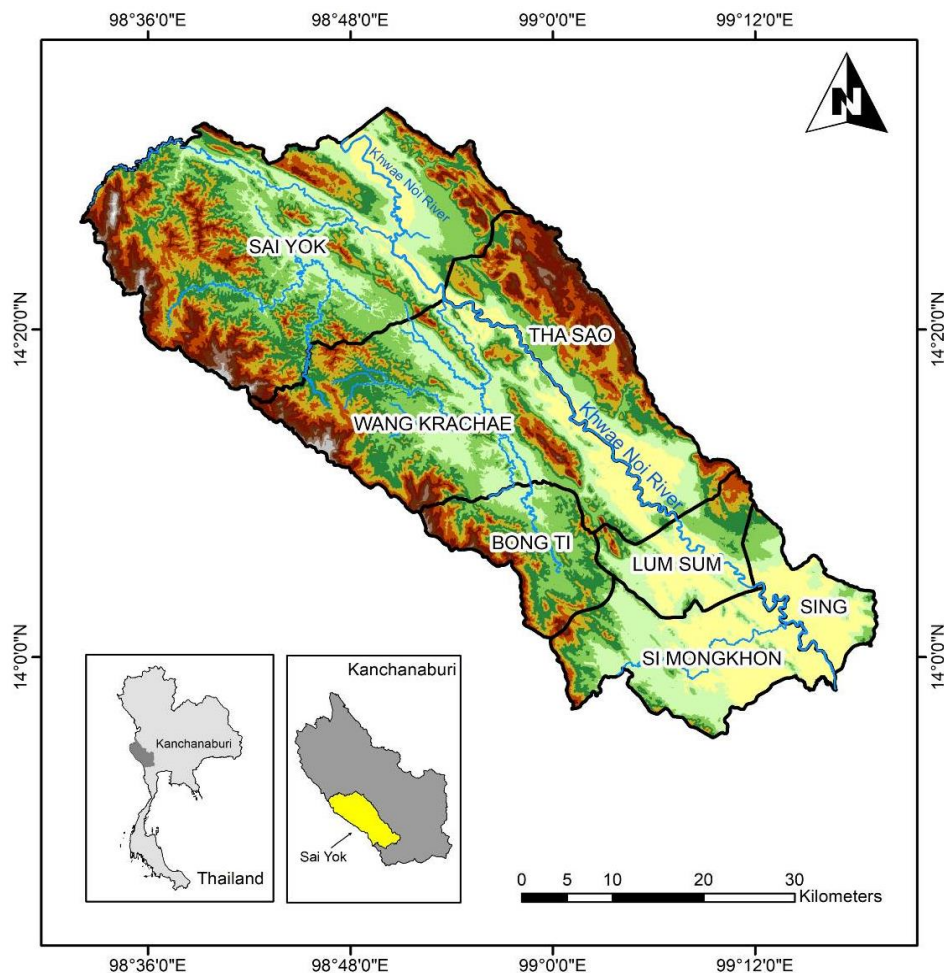 98°36'0"E 98°48'0"E 99°0'0"E 99°12'0"E
N
Khwae Noi River
SAI YOK
14°20'0"N
14°20'0"N
THA SAO
WANG KRACHAE
Khwae Noi River
BONG TI
LUM SUM
SING
14°0'0"N
SI MONGKHON
14°0'0"N
Kanchanaburi
Kanchanaburi
Sai Yok
Thailand
0 5 10 20 30
Kilometers
98°36'0"E 98°48'0"E 99°0'0"E 99°12'0"E